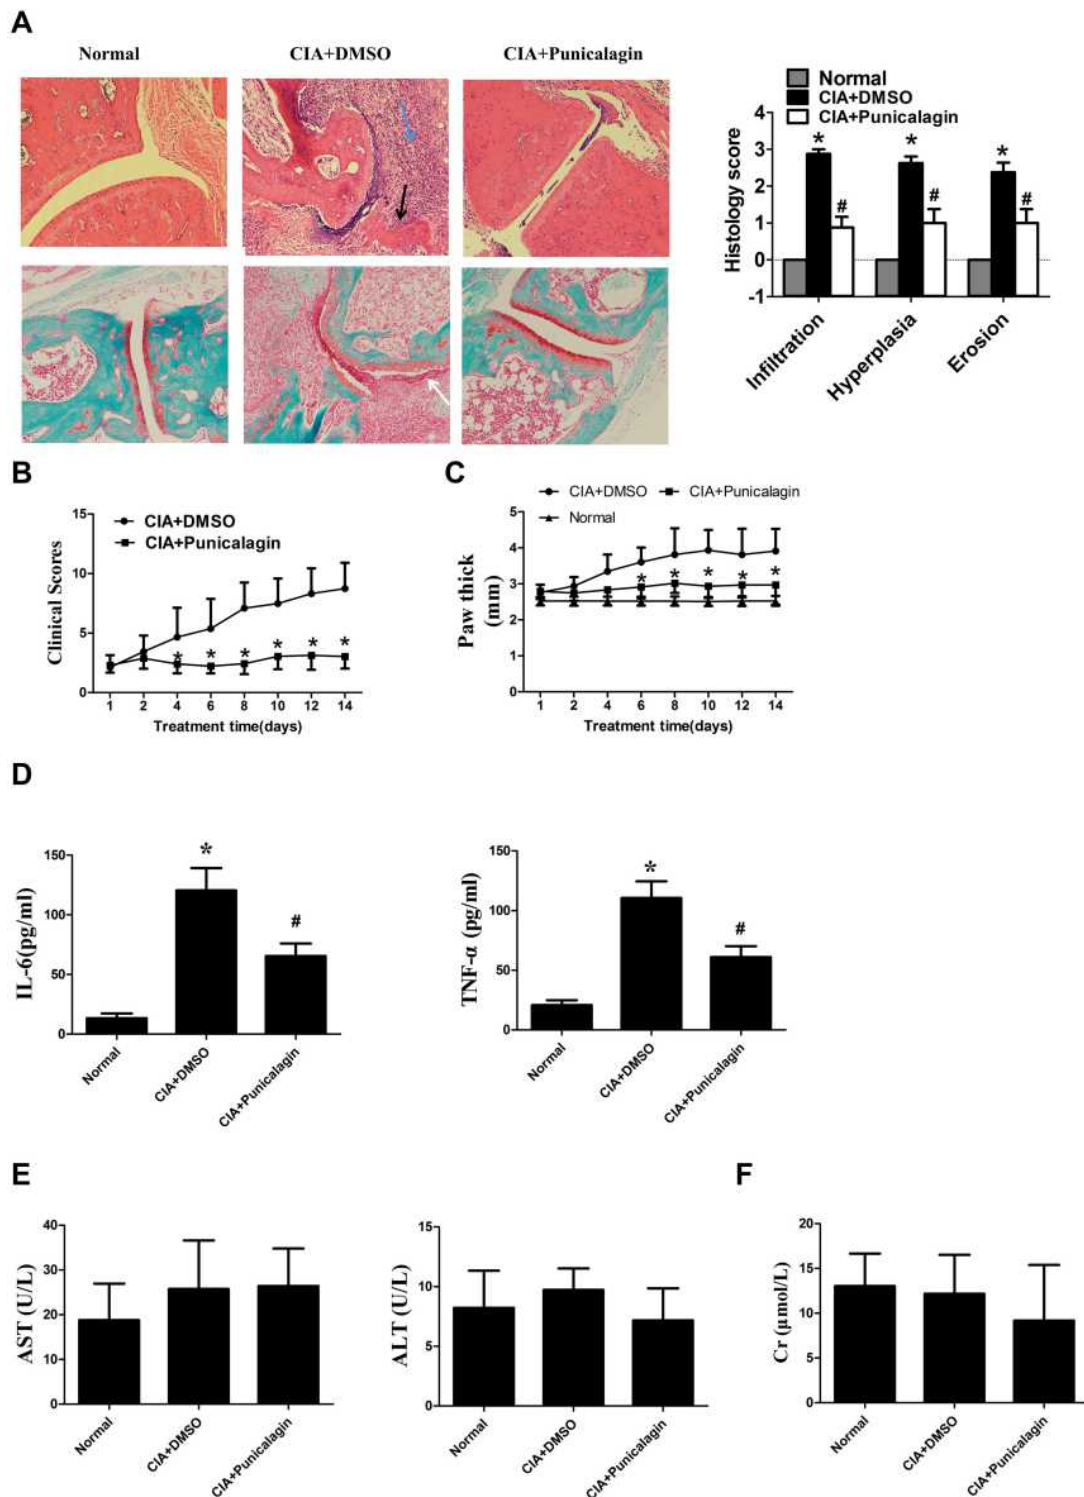 A
Normal
CIA+DMSO
CIA+Punicalagin
Normal
CIA+DMSO
CIA+Punicalagin
Histology score
4
3
2
1
0
-1
* * *
# # #
Infiltration
Hyperplasia
Erosion
B
Clinical Scores
15
10
5
0
CIA+DMSO
CIA+Punicalagin
* * * * * *
1 2 4 6 8 10 12 14
Treatment time(days)
C
CIA+DMSO
CIA+Punicalagin
Normal
Paw thick
(mm)
5
4
3
2
1
0
* * * * *
1 2 4 6 8 10 12 14
Treatment time(days)
D
IL-6(pg/ml)
150
100
50
0
*
#
Normal
CIA+DMSO
CIA+Punicalagin
TNF-α (pg/ml)
150
100
50
0
*
#
Normal
CIA+DMSO
CIA+Punicalagin
E
AST (U/L)
40
30
20
10
0
Normal
CIA+DMSO
CIA+Punicalagin
ALT (U/L)
15
10
5
0
Normal
CIA+DMSO
CIA+Punicalagin
F
Cr (μmol/L)
20
15
10
5
0
Normal
CIA+DMSO
CIA+Punicalagin